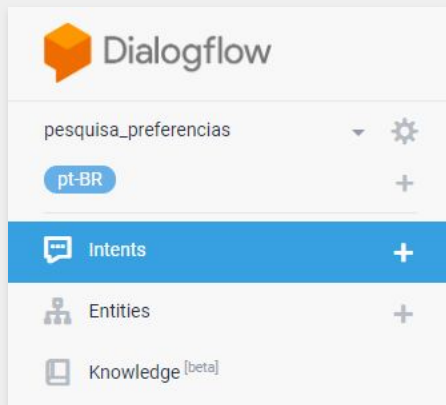 Dialogflow
pesquisa_preferencias
pt-BR
Intents
Entities
Knowledge [beta]